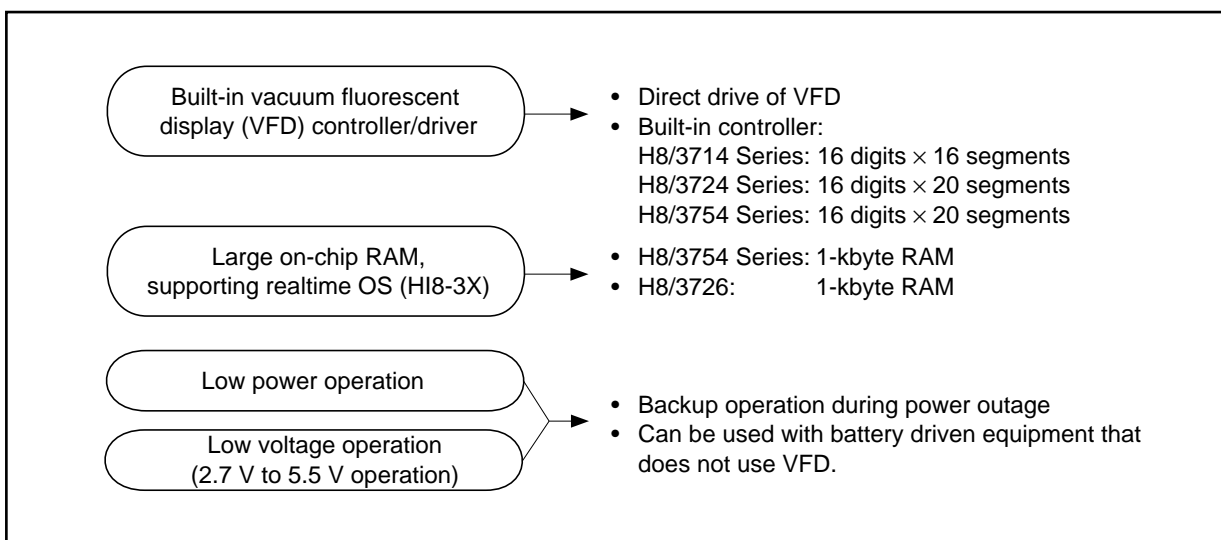 Built-in vacuum fluorescent
display (VFD) controller/driver
• Direct drive of VFD
• Built-in controller:
H8/3714 Series: 16 digits × 16 segments
H8/3724 Series: 16 digits × 20 segments
H8/3754 Series: 16 digits × 20 segments
Large on-chip RAM,
supporting realtime OS (HI8-3X)
• H8/3754 Series: 1-kbyte RAM
• H8/3726: 1-kbyte RAM
Low power operation
Low voltage operation
(2.7 V to 5.5 V operation)
• Backup operation during power outage
• Can be used with battery driven equipment that
does not use VFD.